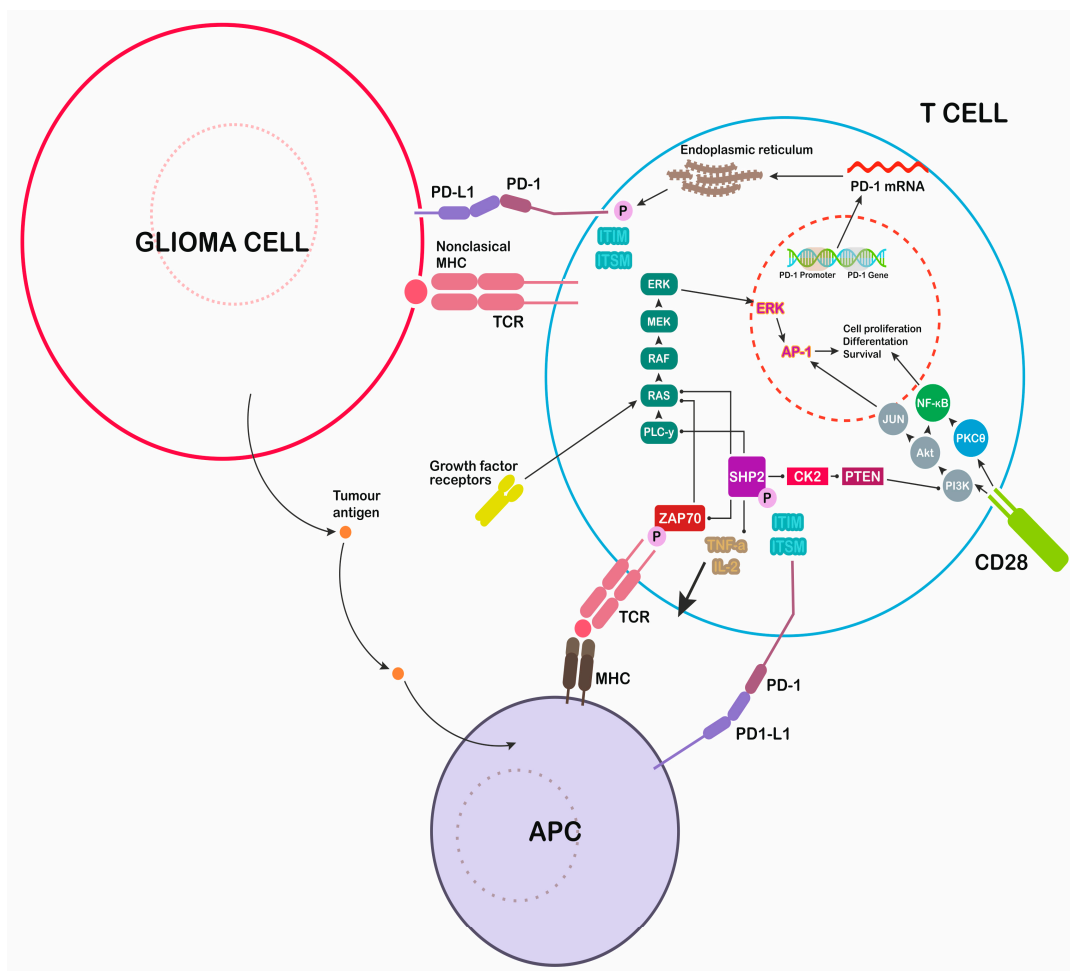 T CELL
Endoplasmic reticulum
PD-1 mRNA
PD-L1
PD-1
P
GLIOMA CELL
ITIM
ITSM
Nonclasical
MHC
TCR
PD-1 Promoter
PD-1 Gene
ERK
MEK
RAF
RAS
PLC-y
ERK
AP-1
Cell proliferation
Differentation
Survival
NF-κB
JUN
PKCθ
Akt
PI3K
Growth factor
receptors
SHP2
P
CK2
PTEN
Tumour
antigen
ZAP70
P
ITIM
ITSM
TNF-a
IL-2
CD28
TCR
MHC
PD-1
PD1-L1
APC